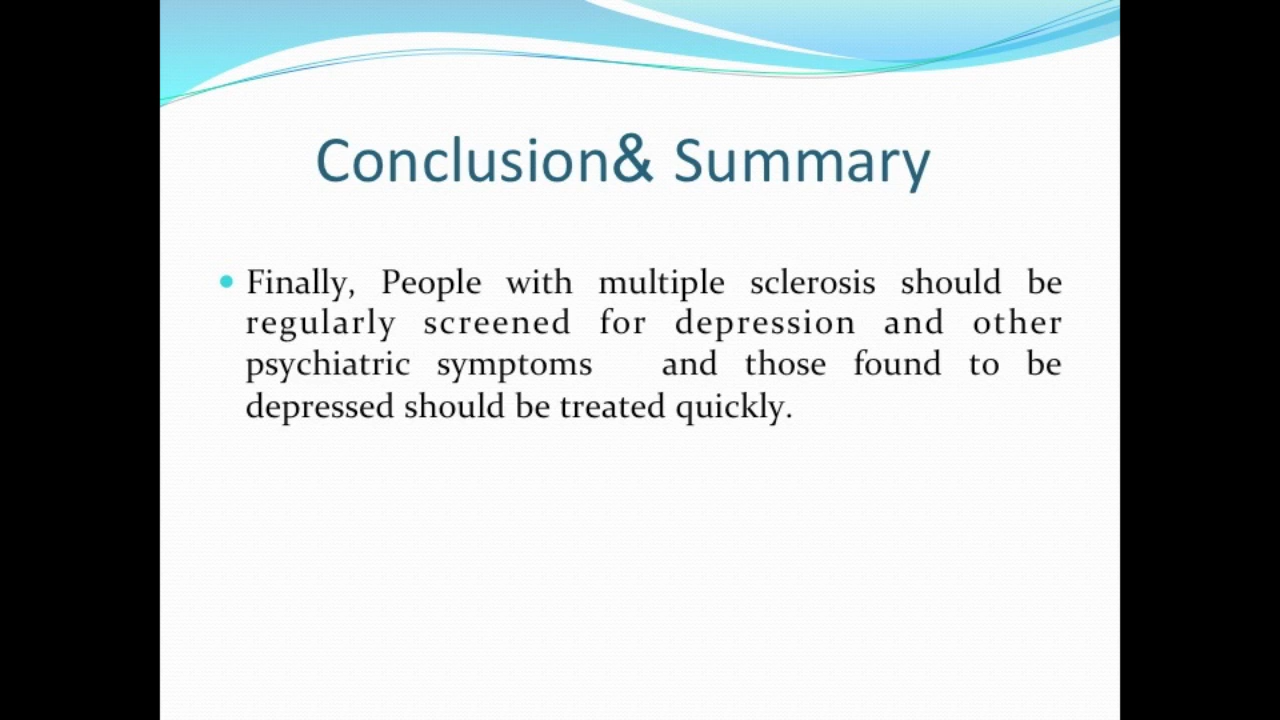 Conclusion& Summary
• Finally, People with multiple sclerosis should be
regularly screened for depression and other
psychiatric symptoms and those found to be
depressed should be treated quickly.